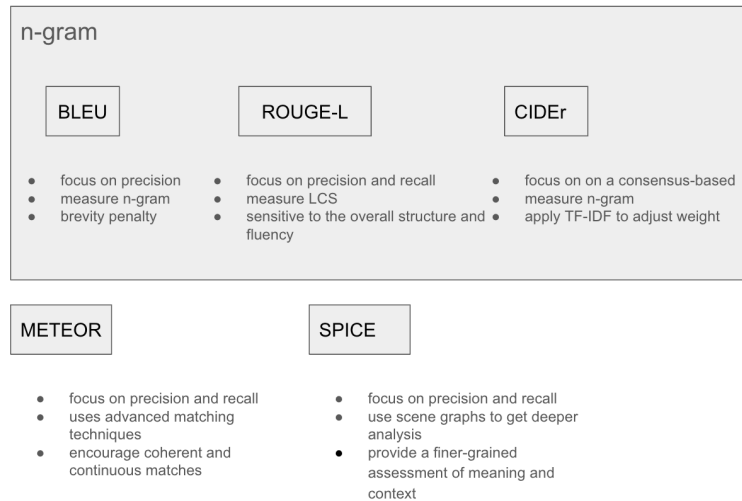 n-gram
BLEU
ROUGE-L
CIDEr
● focus on precision
● measure n-gram
● brevity penalty
● focus on precision and recall
● measure LCS
● sensitive to the overall structure and
fluency
● focus on on a consensus-based
● measure n-gram
● apply TF-IDF to adjust weight
METEOR
SPICE
● focus on precision and recall
● uses advanced matching
techniques
● encourage coherent and
continuous matches
● focus on precision and recall
● use scene graphs to get deeper
analysis
● provide a finer-grained
assessment of meaning and
context